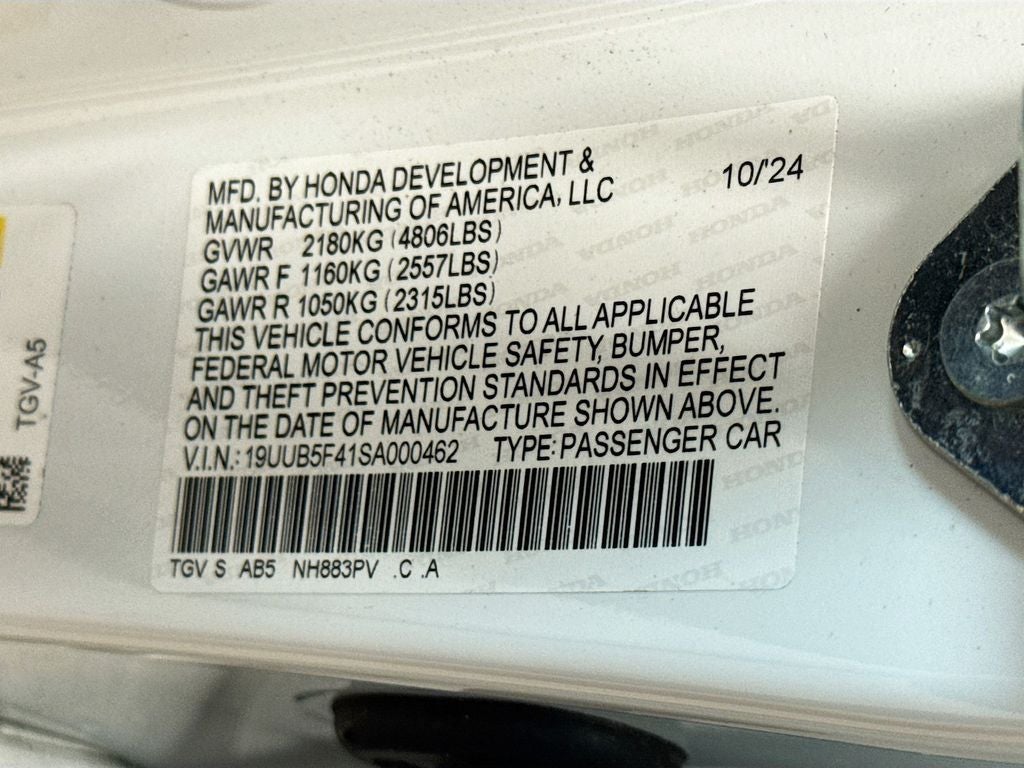 MFD. BY HONDA DEVELOPMENT &
MANUFACTURING OF AMERICA, LLC
10/'24
GVWR 2180KG (4806LBS)
GAWR F 1160KG (2557LBS)
GAWR R 1050KG (2315LBS)
THIS VEHICLE CONFORMS TO ALL APPLICABLE
FEDERAL MOTOR VEHICLE SAFETY, BUMPER,
AND THEFT PREVENTION STANDARDS IN EFFECT
ON THE DATE OF MANUFACTURE SHOWN ABOVE.
V.I.N.: 19UUB5F41SA000462 TYPE: PASSENGER CAR
TGV S AB5 NH883PV .C .A
TGV-A5
HONDA